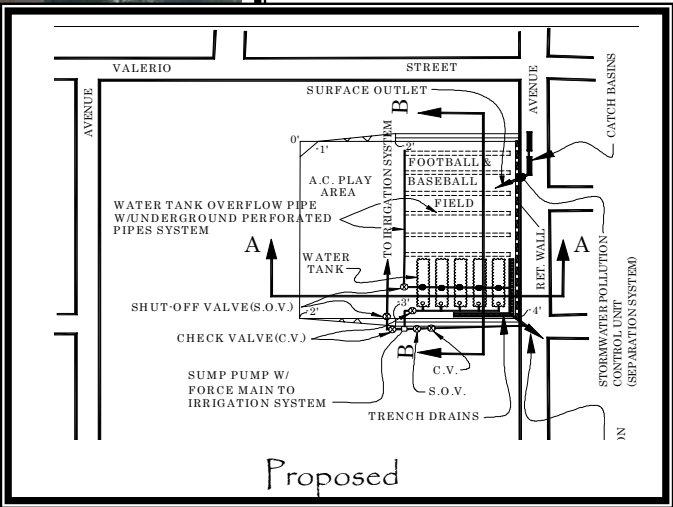 VALERIO STREET
AVENUE
AVENUE
SURFACE OUTLET
CATCH BASINS
B
0'
-1'
-2'
TO IRRIGATION SYSTEM
FOOTBALL &
BASEBALL
FIELD
A.C. PLAY
AREA
WATER TANK OVERFLOW PIPE
W/UNDERGROUND PERFORATED
PIPES SYSTEM
WATER
TANK
A
A
RET. WALL
STORMWATER POLLUTION
CONTROL UNIT
(SEPARATION SYSTEM)
SHUT-OFF VALVE(S.O.V.)
-2'
-3'
-4'
CHECK VALVE(C.V.)
B
C.V.
S.O.V.
SUMP PUMP W/
FORCE MAIN TO
IRRIGATION SYSTEM
TRENCH DRAINS
Proposed